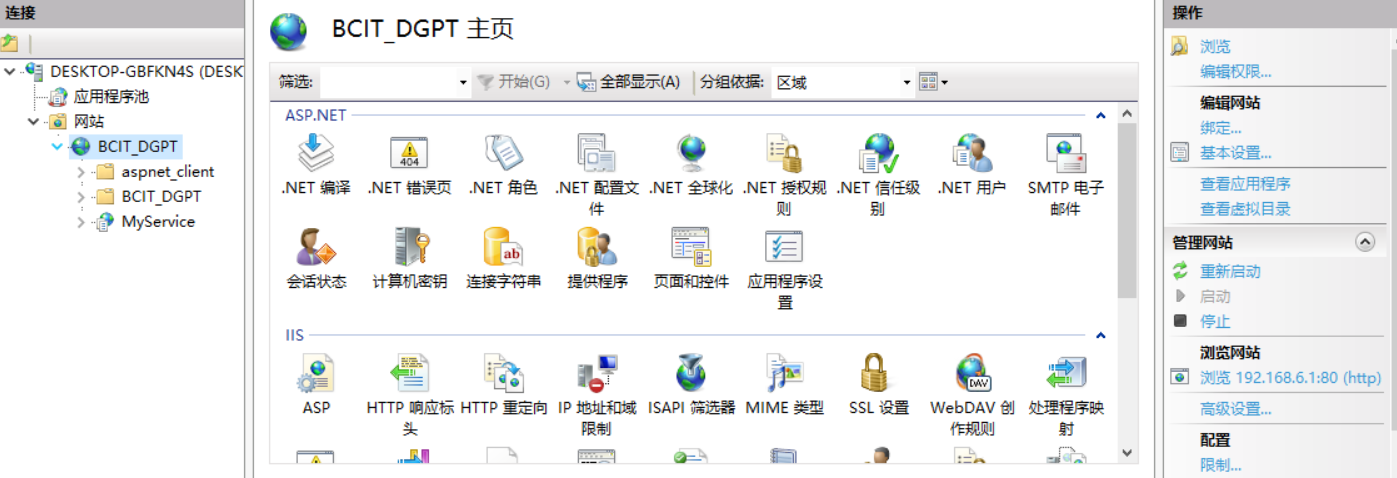 连接
DESKTOP-GBFKN4S (DESK
应用程序池
网站
BCIT_DGPT
aspnet_client
BCIT_DGPT
MyService
BCIT_DGPT 主页
筛选:
开始(G)
全部显示(A)
分组依据:
区域
ASP.NET
.NET 编译
.NET 错误页
.NET 角色
.NET 配置文
件
.NET 全球化
.NET 授权规
则
.NET 信任级
别
.NET 用户
SMTP 电子
邮件
404
会话状态
计算机密钥
连接字符串
提供程序
页面和控件
应用程序设
置
ab
IIS
ASP
HTTP 响应标
头
HTTP 重定向
IP 地址和域
限制
ISAPI 筛选器
MIME 类型
SSL 设置
WebDAV 创
作规则
处理程序映
射
DAV
操作
浏览
编辑权限...
编辑网站
绑定...
基本设置...
查看应用程序
查看虚拟目录
管理网站
重新启动
启动
停止
浏览网站
浏览 192.168.6.1:80 (http)
高级设置...
配置
限制...